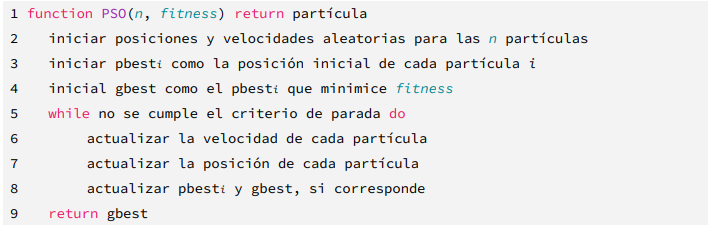 1 function PSO(n, fitness) return partícula
2 iniciar posiciones y velocidades aleatorias para las n partículas
3 iniciar pbesti como la posición inicial de cada partícula i
4 inicial gbest como el pbesti que minimice fitness
5 while no se cumple el criterio de parada do
6 actualizar la velocidad de cada partícula
7 actualizar la posición de cada partícula
8 actualizar pbesti y gbest, si corresponde
9 return gbest